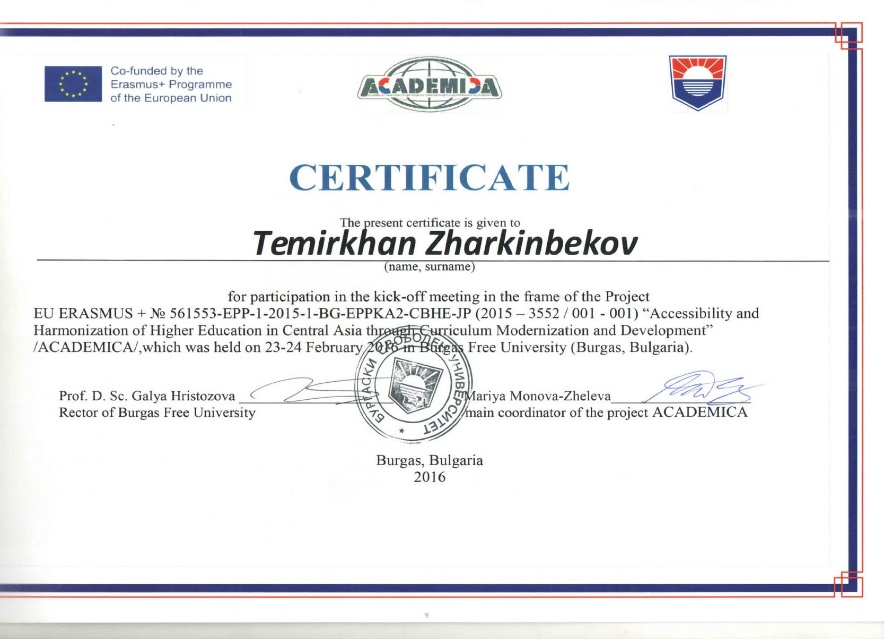 Co-funded by the
Erasmus+ Programme
of the European Union
ACADEMICA
CERTIFICATE
The present certificate is given to
Temirkhan Zharkinbekov
(name, surname)
for participation in the kick-off meeting in the frame of the Project
EU ERASMUS + № 561553-EPP-1-2015-1-BG-EPPKA2-CBHE-JP (2015 – 3552 / 001 - 001) “Accessibility and
Harmonization of Higher Education in Central Asia through Curriculum Modernization and Development”
/ACADEMICA/,which was held on 23-24 February 2016 in Burgas Free University (Burgas, Bulgaria).
БУРГАСКИ СВОБОДЕН УНИВЕРСИТЕТ
Prof. D. Sc. Galya Hristozova
Rector of Burgas Free University
Mariya Monova-Zheleva
main coordinator of the project ACADEMICA
Burgas, Bulgaria
2016